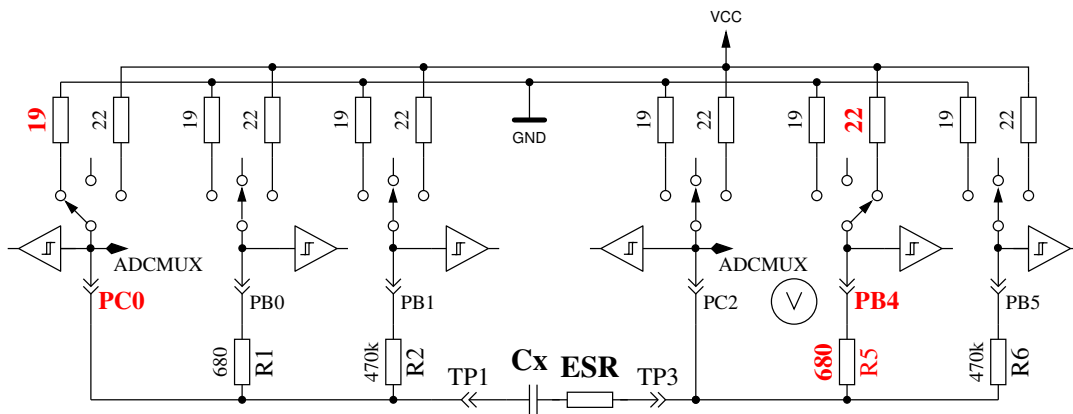 VCC
19
22
19
22
19
22
GND
19
22
19
22
19
22
ADCMUX
ADCMUX
PC0
PB0
PB1
PC2
V
PB4
PB5
680
R1
470k
R2
680
R5
470k
R6
TP1
Cx
ESR
TP3